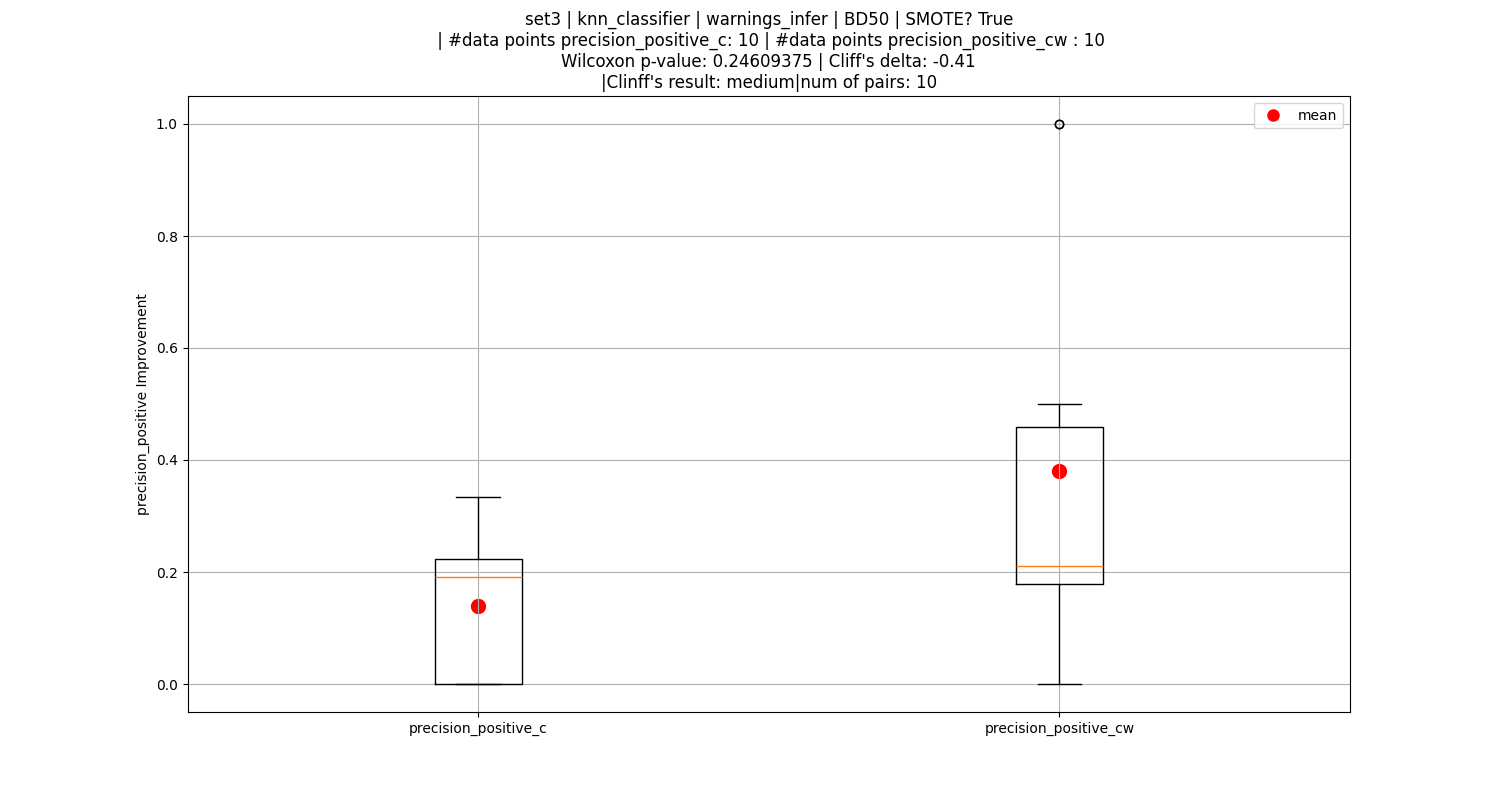 set3 | knn_classifier | warnings_infer | BD50 | SMOTE? True
| #data points precision_positive_c: 10 | #data points precision_positive_cw : 10
Wilcoxon p-value: 0.24609375 | Cliff's delta: -0.41
|Clinff's result: medium|num of pairs: 10
mean
1.0
0.8
0.6
0.4
0.2
0.0
precision_positive Improvement
precision_positive_c
precision_positive_cw